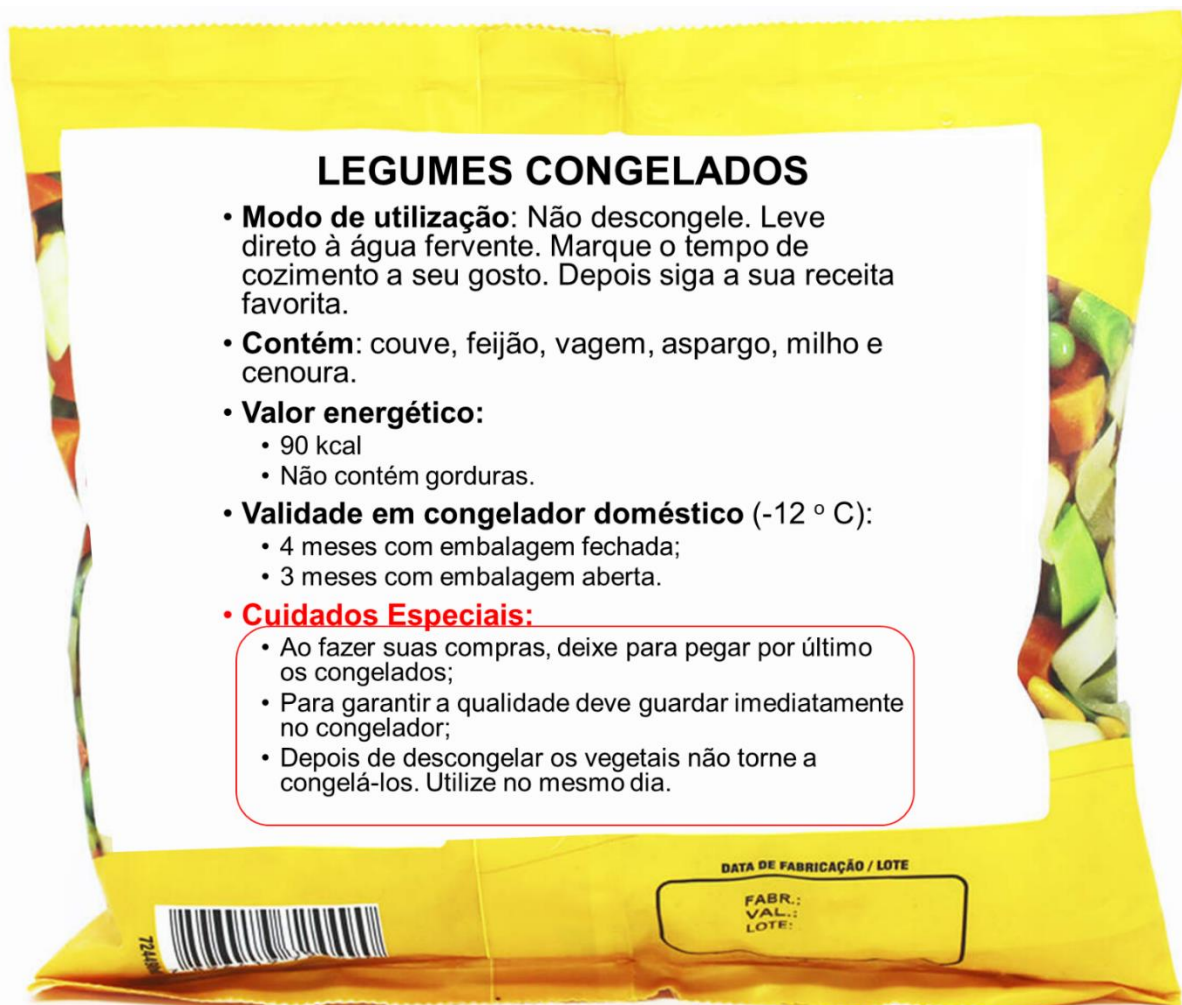 LEGUMES CONGELADOS
• Modo de utilização: Não descongele. Leve
direto à água fervente. Marque o tempo de
cozimento a seu gosto. Depois siga a sua receita
favorita.
• Contém: couve, feijão, vagem, aspargo, milho e
cenoura.
• Valor energético:
• 90 kcal
• Não contém gorduras.
• Validade em congelador doméstico (-12 º C):
• 4 meses com embalagem fechada;
• 3 meses com embalagem aberta.
• Cuidados Especiais:
• Ao fazer suas compras, deixe para pegar por último
os congelados;
• Para garantir a qualidade deve guardar imediatamente
no congelador;
• Depois de descongelar os vegetais não torne a
congelá-los. Utilize no mesmo dia.
DATA DE FABRICAÇÃO / LOTE
FABR.:
VAL.:
LOTE: